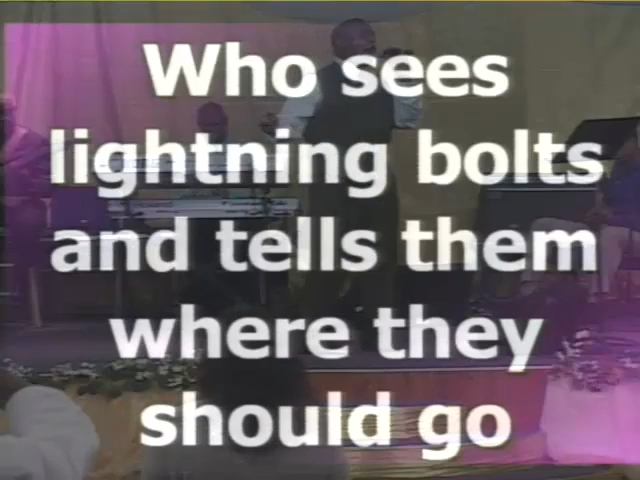 Who sees
lightning bolts
and tells them
where they
should go